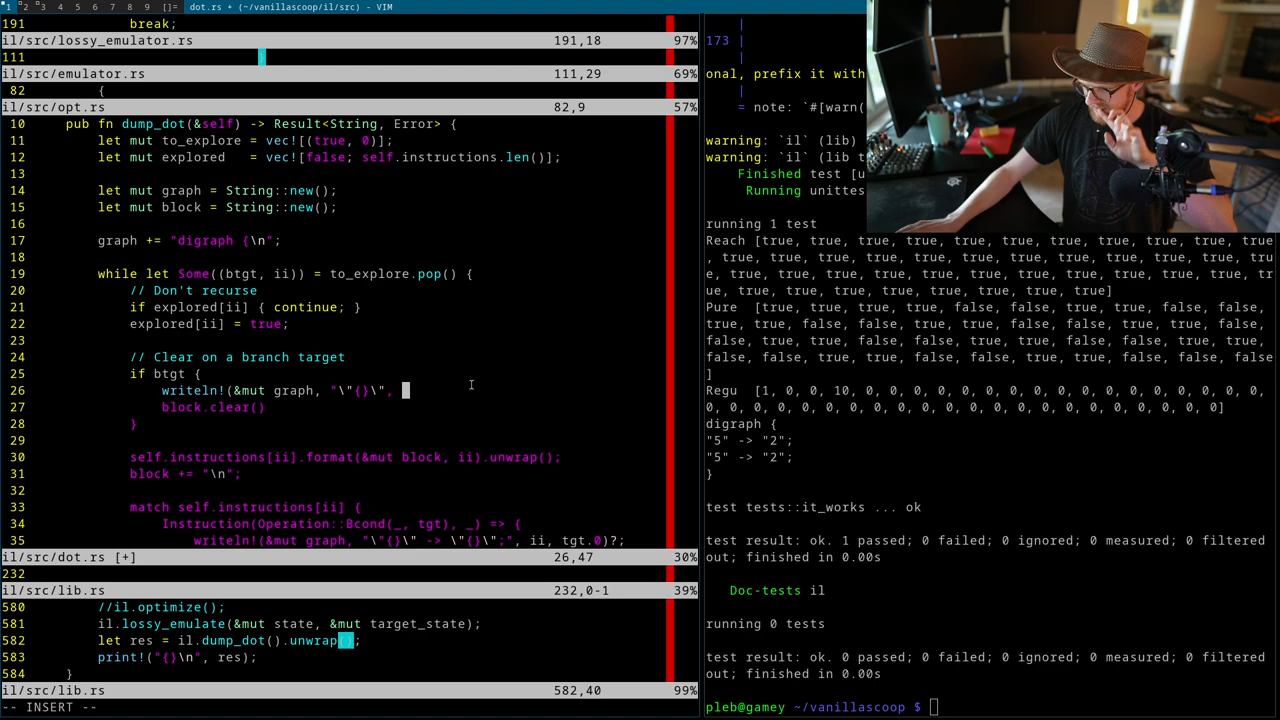 1 2 3 4 5 6 7 8 9 []= dot.rs + (~/vanillascoop/il/src) - VIM
191 break;
il/src/lossy_emulator.rs 191,18 97%
111 }
il/src/emulator.rs 111,29 69%
82 {
il/src/opt.rs 82,9 57%
10 pub fn dump_dot(&self) -> Result<String, Error> {
11 let mut to_explore = vec![(true, 0)];
12 let mut explored = vec![false; self.instructions.len()];
13
14 let mut graph = String::new();
15 let mut block = String::new();
16
17 graph += "digraph {\n";
18
19 while let Some((btgt, ii)) = to_explore.pop() {
20 // Don't recurse
21 if explored[ii] { continue; }
22 explored[ii] = true;
23
24 // Clear on a branch target
25 if btgt {
26 writeln!(&mut graph, "\"{}\",
27 block.clear()
28 }
29
30 self.instructions[ii].format(&mut block, ii).unwrap();
31 block += "\n";
32
33 match self.instructions[ii] {
34 Instruction(Operation::Bcond(_, tgt), _) => {
35 writeln!(&mut graph, "\"{}\" -> \"{}\";", ii, tgt.0)?;
il/src/dot.rs [+] 26,47 30%
232
il/src/lib.rs 232,0-1 39%
580 //il.optimize();
581 il.lossy_emulate(&mut state, &mut target_state);
582 let res = il.dump_dot().unwrap();
583 print!("{}\n", res);
584 }
il/src/lib.rs 582,40 99%
-- INSERT --
|
173 |
|
onal, prefix it with
|
= note: `#[warn(
warning: `il` (lib)
warning: `il` (lib t
Finished test [u
Running unittes
running 1 test
Reach [true, true, true, true, true, true, true, true, true, true, true
, true, true, true, true, true, true, true, true, true, true, true, tru
e, true, true, true, true, true, true, true, true, true, true, true, tr
ue, true, true, true, true, true, true, true]
Pure [true, true, true, true, true, false, true, true, false, false,
true, true, false, false, true, true, false, false, true, true, false,
false, true, true, false, false, true, true, false, false, true, true,
false, false, false, true, true, true, false, true, false, false, false
]
Regu [1, 0, 0, 10, 0, 0, 0, 0, 0, 0, 0, 0, 0, 0, 0, 0, 0, 0, 0, 0, 0,
0, 0, 0, 0, 0, 0, 0, 0, 0, 0, 0, 0, 0, 0, 0, 0, 0, 0, 0, 0, 0, 0]
digraph {
"5" -> "2";
"5" -> "2";
}
test tests::it_works ... ok
test result: ok. 1 passed; 0 failed; 0 ignored; 0 measured; 0 filtered
out; finished in 0.00s
Doc-tests il
running 0 tests
test result: ok. 0 passed; 0 failed; 0 ignored; 0 measured; 0 filtered
out; finished in 0.00s
pleb@gamey ~/vanillascoop $